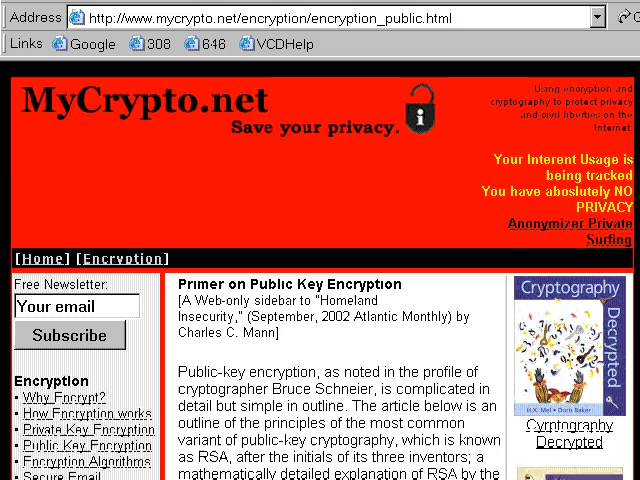 Address http://www.mycrypto.net/encryption/encryption_public.html
Links Google 308 646 VCDHelp
MyCrypto.net
Save your privacy.
Using encryption and
cryptography to protect privacy
and civil liberties on the
Internet.
Your Interent Usage is
being tracked
You have aboslutely NO
PRIVACY
Anonymizer Private
Surfing
[Home] [Encryption]
Free Newsletter:
Your email
Subscribe
Encryption
• Why Encrypt?
• How Encryption works
• Private Key Encryption
• Public Key Encryption
• Encryption Algorithms
• Secure Email
Primer on Public Key Encryption
[A Web-only sidebar to "Homeland
Insecurity," (September, 2002 Atlantic Monthly) by
Charles C. Mann]
Public-key encryption, as noted in the profile of
cryptographer Bruce Schneier, is complicated in
detail but simple in outline. The article below is an
outline of the principles of the most common
variant of public-key cryptography, which is known
as RSA, after the initials of its three inventors; a
mathematically detailed explanation of RSA by the
Cryptography
Decrypted
H.X. Mel • Doris Baker
Cyrptography
Decrypted